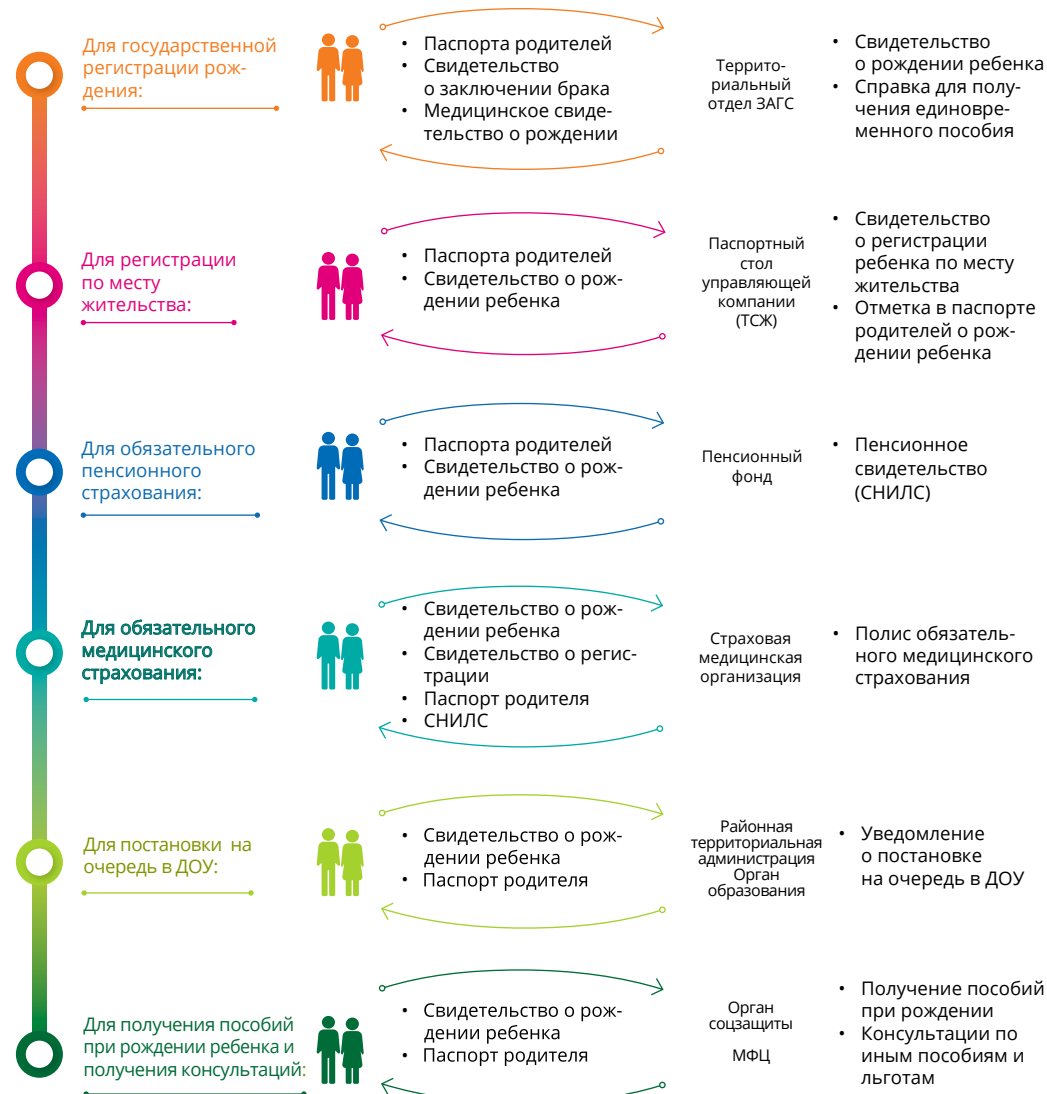 Для государственной
регистрации рож-
дения:
• Паспорта родителей
• Свидетельство
о заключении брака
• Медицинское свиде-
тельство о рождении
Террито-
риальный
отдел ЗАГС
• Свидетельство
о рождении ребенка
• Справка для полу-
чения единовре-
менного пособия
Для регистрации
по месту
жительства:
• Паспорта родителей
• Свидетельство о рож-
дении ребенка
Паспортный
стол
управляющей
компании
(ТСЖ)
• Свидетельство
о регистрации
ребенка по месту
жительства
• Отметка в паспорте
родителей о рож-
дении ребенка
Для обязательного
пенсионного
страхования:
• Паспорта родителей
• Свидетельство о рож-
дении ребенка
Пенсионный
фонд
• Пенсионное
свидетельство
(СНИЛС)
Для обязательного
медицинского
страхования:
• Свидетельство о рож-
дении ребенка
• Свидетельство о регис-
трации
• Паспорт родителя
• СНИЛС
Страховая
медицинская
организация
• Полис обязатель-
ного медицинского
страхования
Для постановки на
очередь в ДОУ:
• Свидетельство о рож-
дении ребенка
• Паспорт родителя
Районная
территориальная
администрация
Орган
образования
• Уведомление
о постановке
на очередь в ДОУ
Для получения пособий
при рождении ребенка и
получения консультаций:
• Свидетельство о рож-
дении ребенка
• Паспорт родителя
Орган
соцзащиты
МФЦ
• Получение пособий
при рождении
• Консультации по
иным пособиям и
льготам